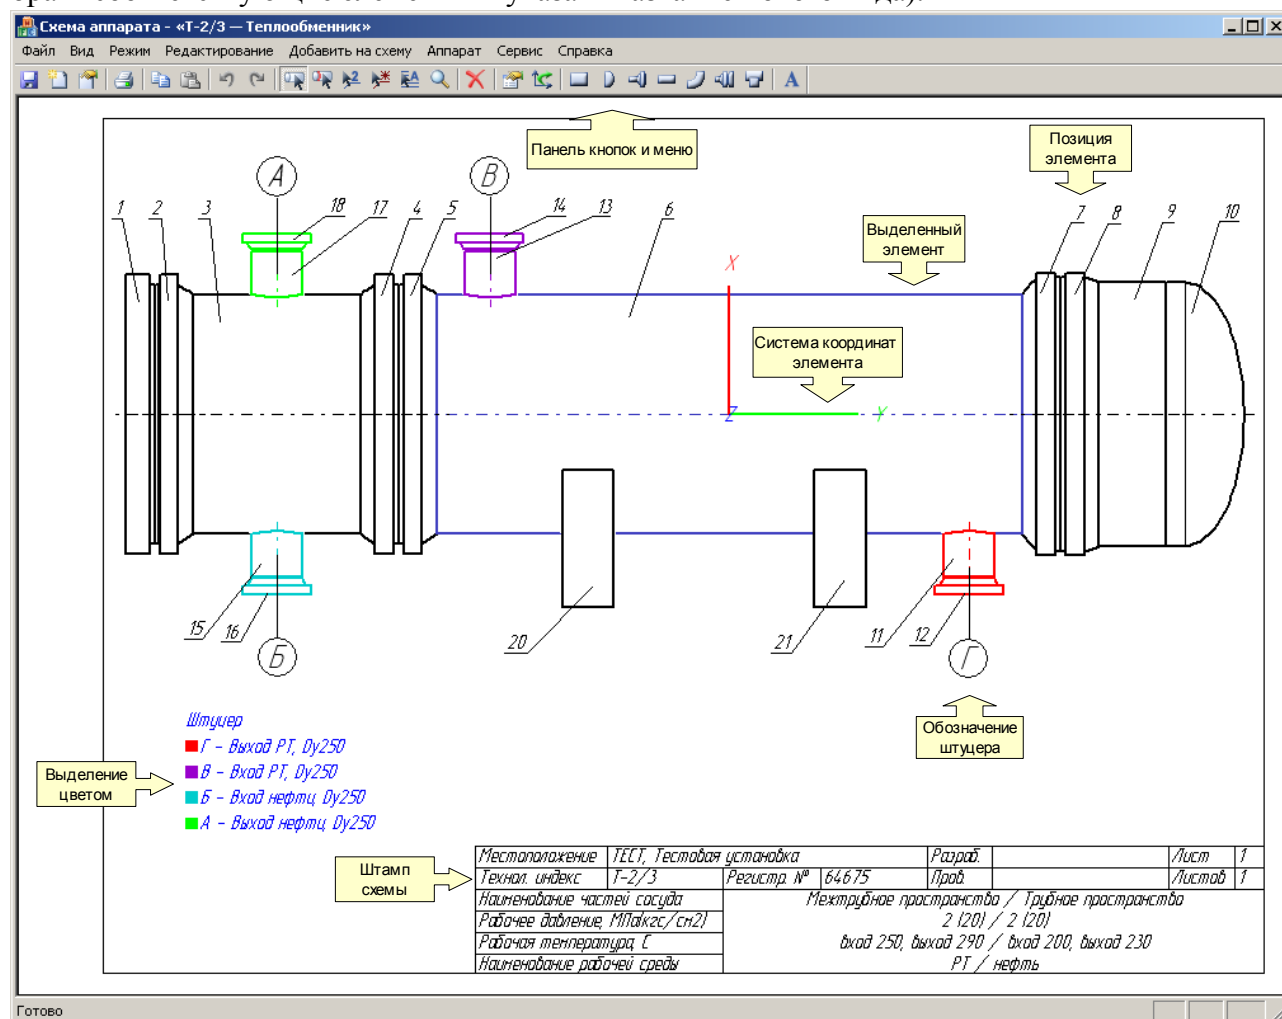 Схема аппарата - «Т-2/3 — Теплообменник»
Файл Вид Режим Редактирование Добавить на схему Аппарат Сервис Справка
Панель кнопок и меню
Позиция
элемента
А
В
1 2 3 18 17 4 5 14 13 6 7 8 9 10
Выделенный
элемент
X
Система координат
элемента
Z Y
15 16 20 21 11 12
Б
Г
Обозначение
штуцера
Штуцер
Г - Выход РТ, Dy250
В - Вход РТ, Dy250
Б - Вход нефти, Dy250
А - Выход нефти, Dy250
Выделение
цветом
Штамп
схемы
Местоположение ТЕСТ, Тестовая установка Разраб. Лист 1
Технол. индекс Т-2/3 Регистр. № 64675 Пров. Листов 1
Наименование частей сосуда Межтрубное пространство / Трубное пространство
Рабочее давление, МПа(кгс/см2) 2 (20) / 2 (20)
Рабочая температура, С вход 250, выход 290 / вход 200, выход 230
Наименование рабочей среды РТ / нефть
Готово